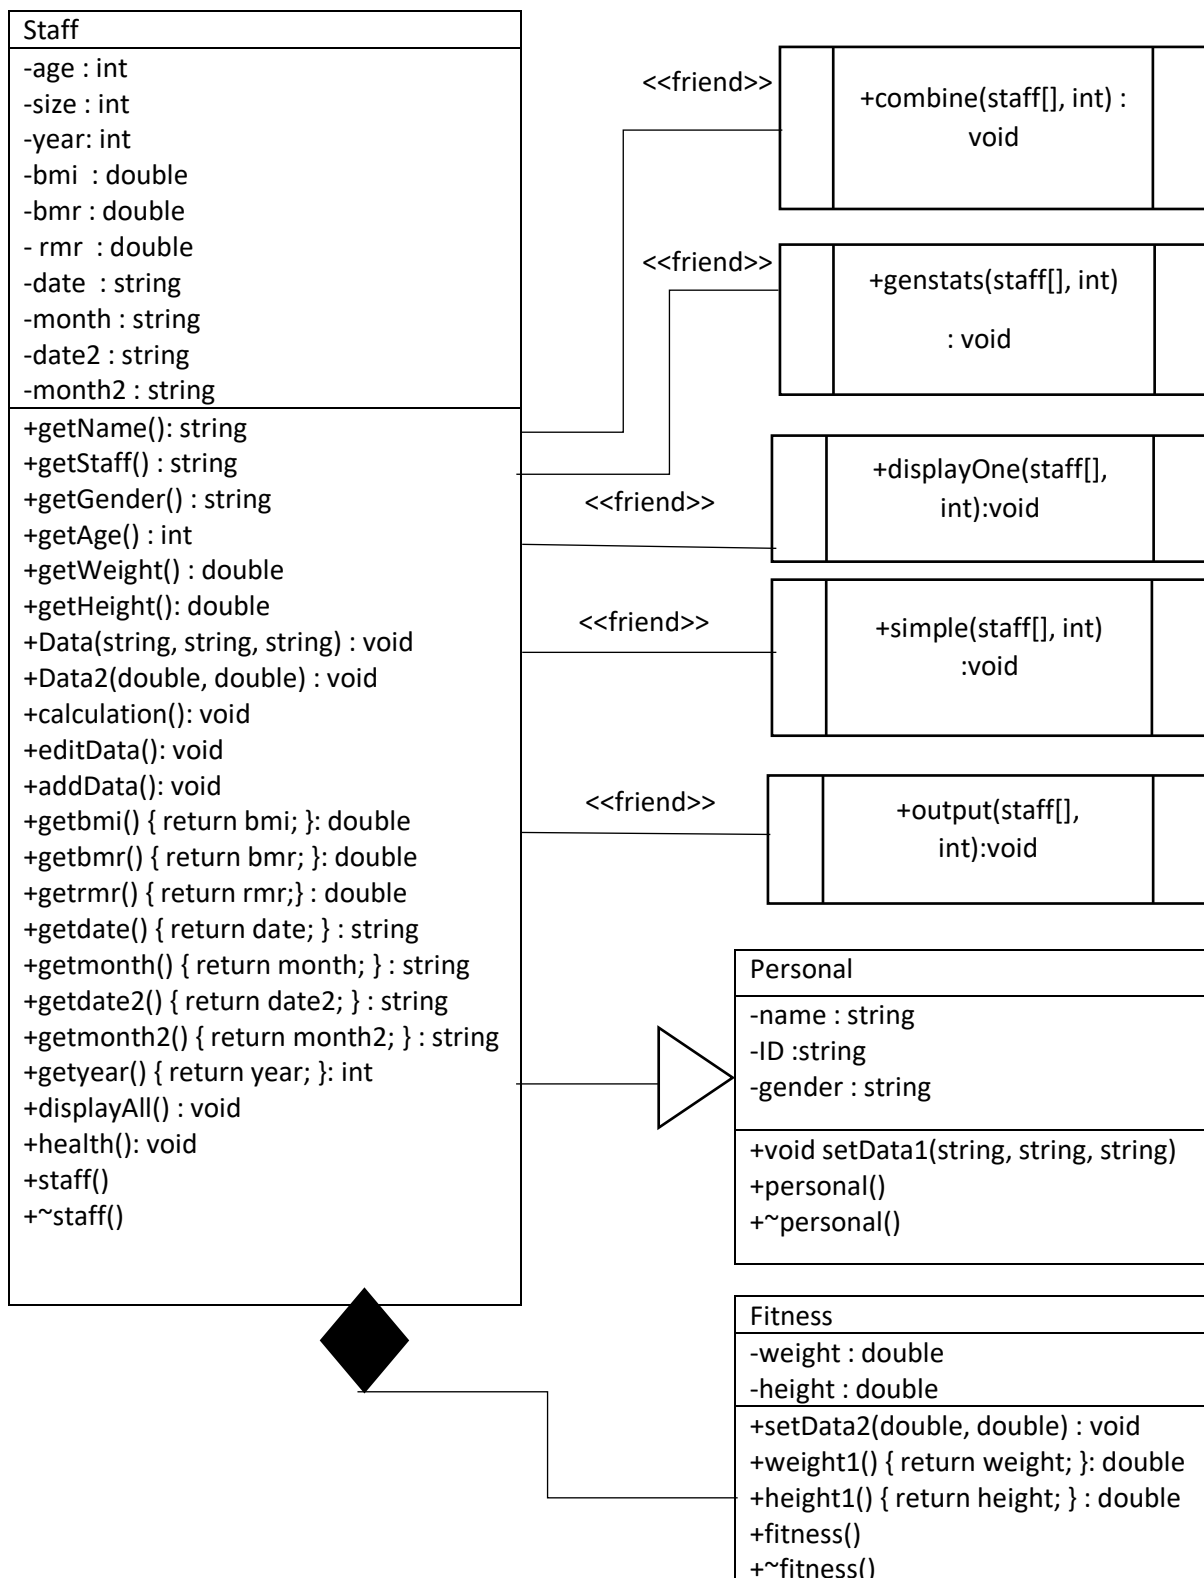 Staff
-age : int
-size : int
-year: int
-bmi  : double
-bmr : double
- rmr  : double
-date  : string
-month : string
-date2 : string
-month2 : string
+getName(): string
+getStaff() : string
+getGender() : string
+getAge() : int
+getWeight() : double
+getHeight(): double
+Data(string, string, string) : void
+Data2(double, double) : void
+calculation(): void
+editData(): void
+addData(): void
+getbmi() { return bmi; }: double
+getbmr() { return bmr; }: double
+getrmr() { return rmr;} : double
+getdate() { return date; } : string
+getmonth() { return month; } : string
+getdate2() { return date2; } : string
+getmonth2() { return month2; } : string
+getyear() { return year; }: int
+displayAll() : void
+health(): void
+staff()
+~staff()
<<friend>>
+combine(staff[], int) :
void
<<friend>>
+genstats(staff[], int)
: void
<<friend>>
+displayOne(staff[],
int):void
<<friend>>
+simple(staff[], int)
:void
<<friend>>
+output(staff[],
int):void
Personal
-name : string
-ID :string
-gender : string
+void setData1(string, string, string)
+personal()
+~personal()
Fitness
-weight : double
-height : double
+setData2(double, double) : void
+weight1() { return weight; }: double
+height1() { return height; } : double
+fitness()
+~fitness()